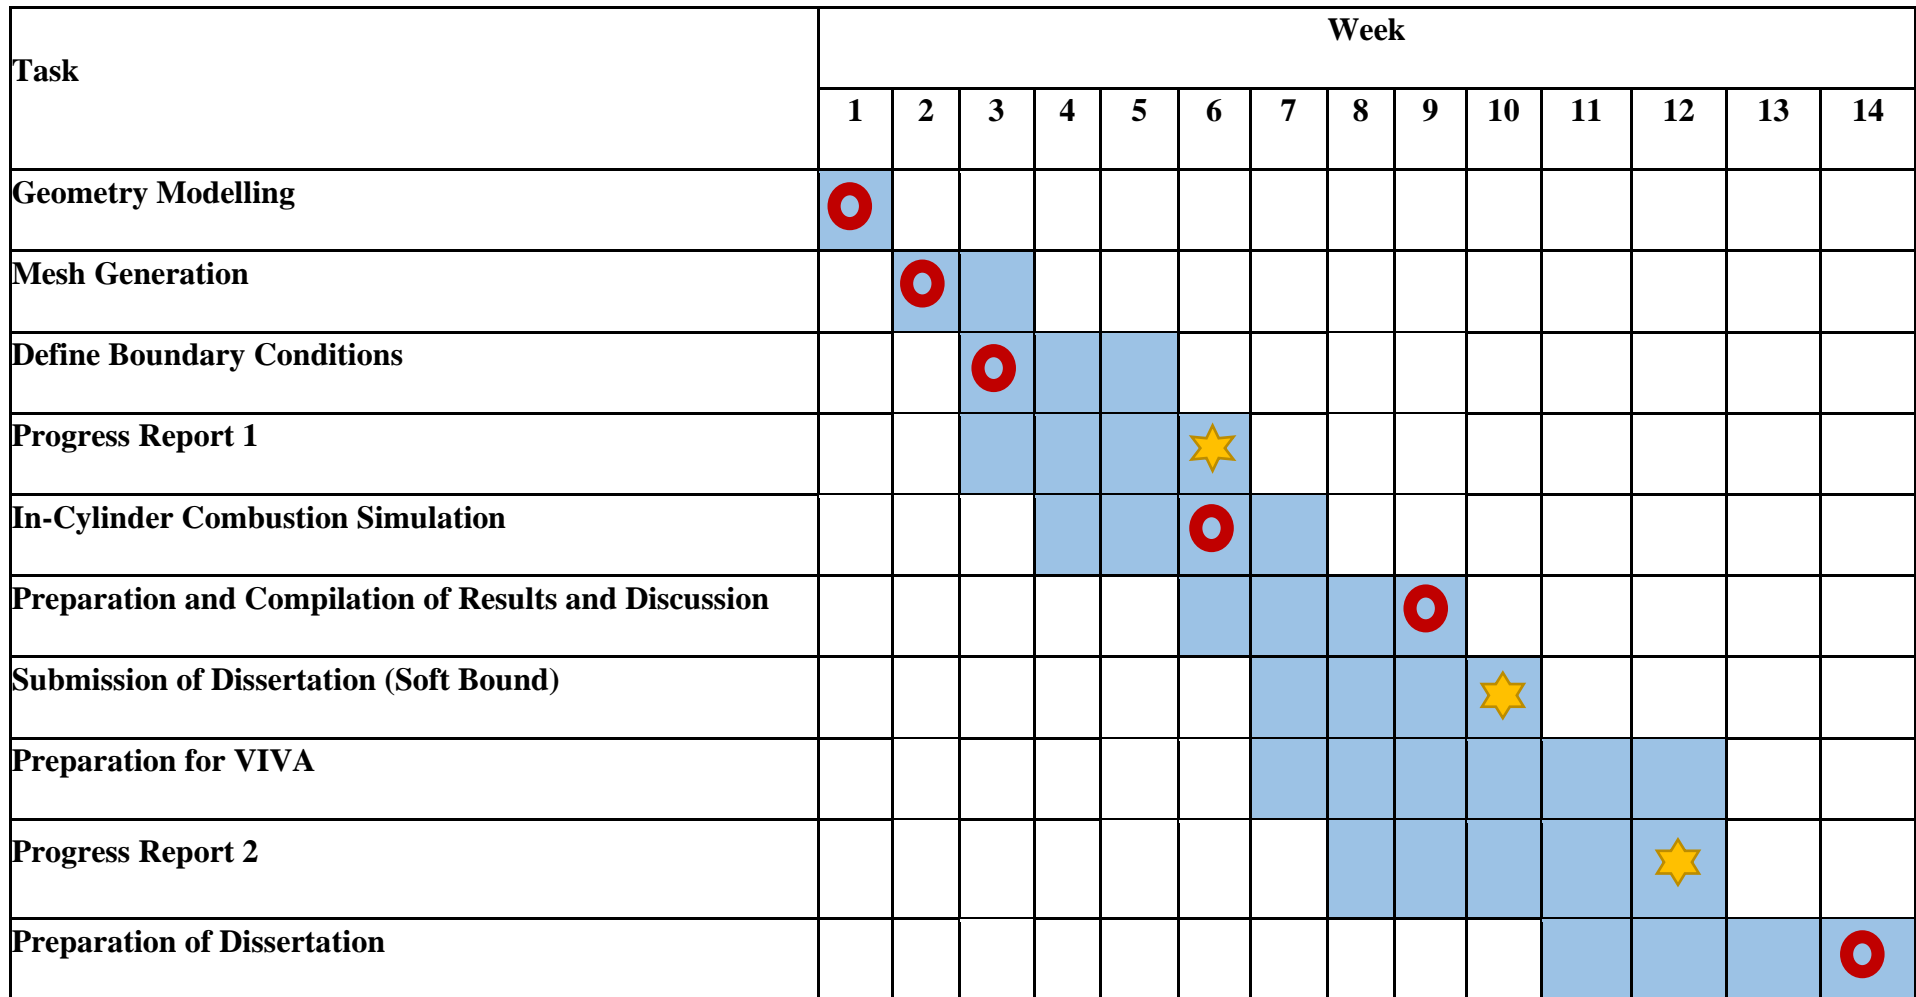 Task
Week
1 2 3 4 5 6 7 8 9 10 11 12 13 14
Geometry Modelling
Mesh Generation
Define Boundary Conditions
Progress Report 1
In-Cylinder Combustion Simulation
Preparation and Compilation of Results and Discussion
Submission of Dissertation (Soft Bound)
Preparation for VIVA
Progress Report 2
Preparation of Dissertation